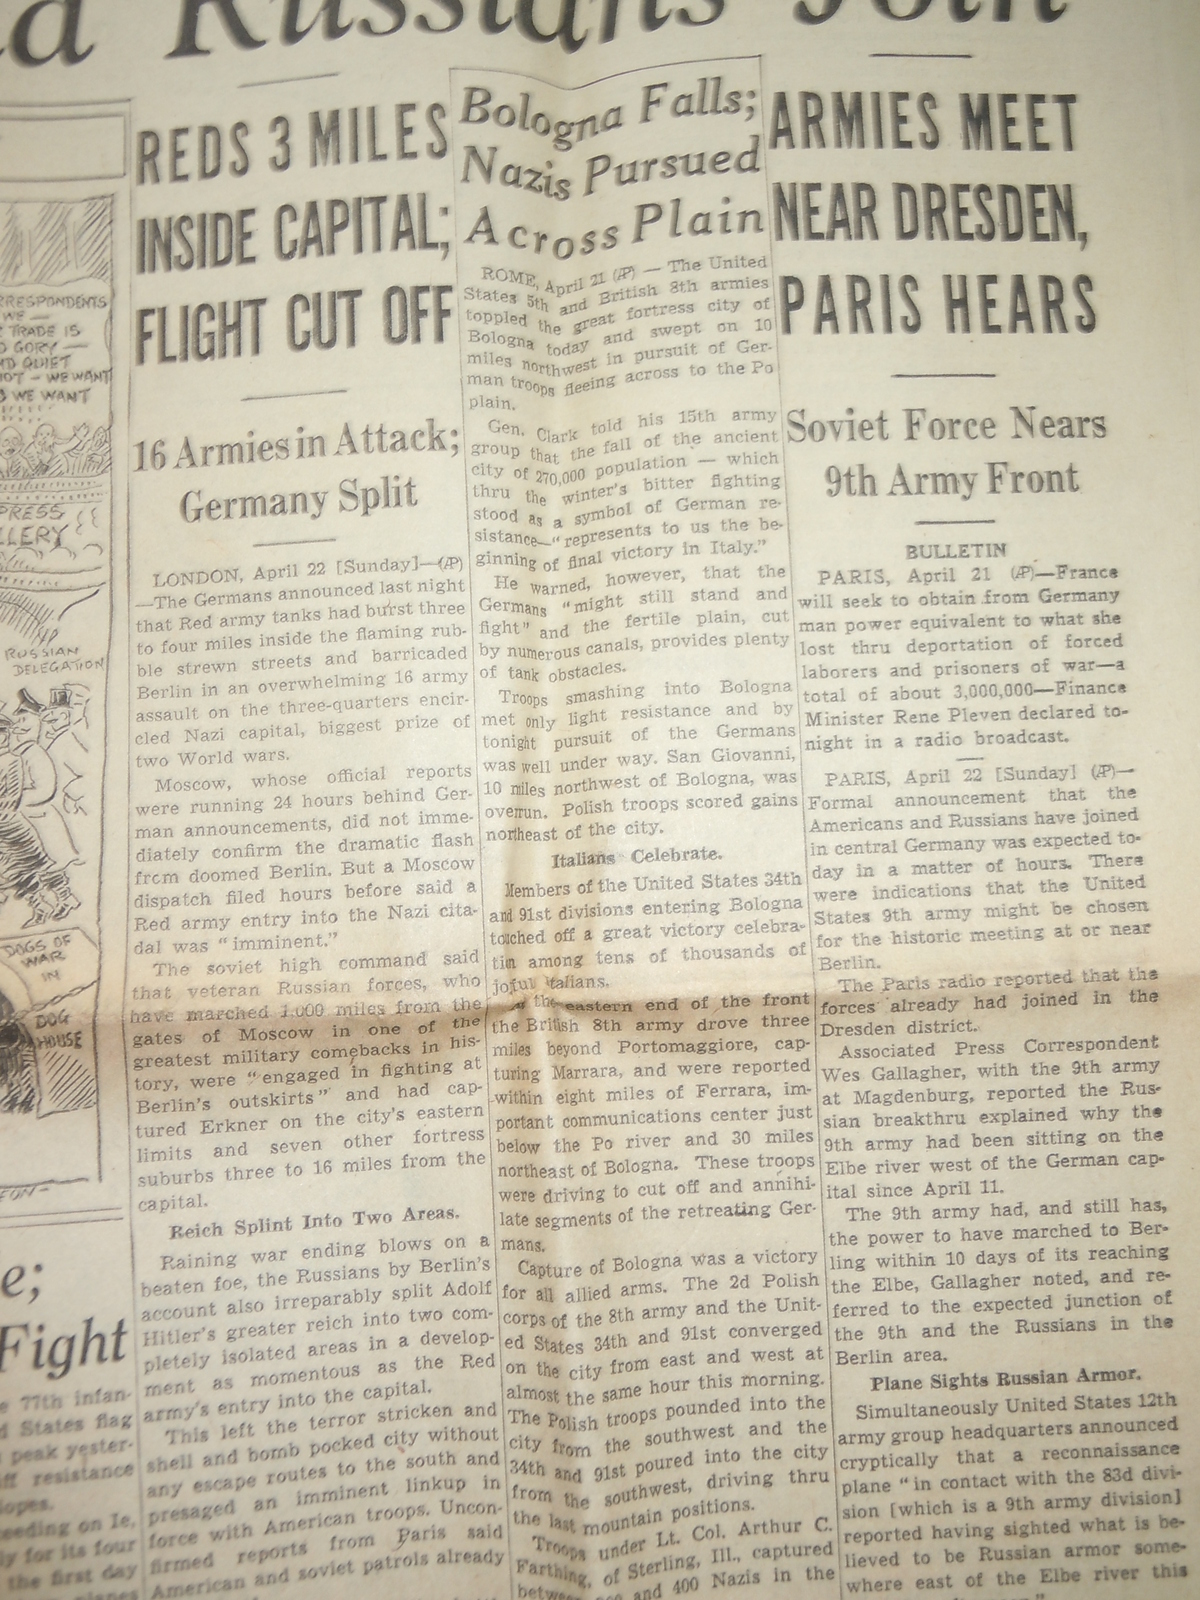 Russians Join
RRESPONDENTS
WE —
TRADE IS
GORY —
ND QUIET
NOT - WE WANT
WE WANT
PRESS
LLERY
RUSSIAN
DELEGATION
DOGS OF
WAR
IN
DOG
HOUSE
e;
Fight
e 77th infan-
d States flag
peak yester-
ff resistance
lopes.
eeding on Ie,
ly for its four
the first day
REDS 3 MILES
INSIDE CAPITAL;
FLIGHT CUT OFF
16 Armies in Attack;
Germany Split
LONDON, April 22 [Sunday]—(AP)
—The Germans announced last night
that Red army tanks had burst three
to four miles inside the flaming rub-
ble strewn streets and barricaded
Berlin in an overwhelming 16 army
assault on the three-quarters encir-
cled Nazi capital, biggest prize of
two World wars.
Moscow, whose official reports
were running 24 hours behind Ger-
man announcements, did not imme-
diately confirm the dramatic flash
from doomed Berlin. But a Moscow
dispatch filed hours before said a
Red army entry into the Nazi cita-
dal was "imminent."
The soviet high command said
that veteran Russian forces, who
have marched 1,000 miles from the
gates of Moscow in one of the
greatest military comebacks in his-
tory, were "engaged in fighting at
Berlin's outskirts" and had cap-
tured Erkner on the city's eastern
limits and seven other fortress
suburbs three to 16 miles from the
capital.
Reich Splint Into Two Areas.
Raining war ending blows on a
beaten foe, the Russians by Berlin's
account also irreparably split Adolf
Hitler's greater reich into two com-
pletely isolated areas in a develop-
ment as momentous as the Red
army's entry into the capital.
This left the terror stricken and
shell and bomb pocked city without
any escape routes to the south and
presaged an imminent linkup in
force with American troops. Uncon-
firmed reports from Paris said
American and soviet patrols already
Bologna Falls;
Nazis Pursued
Across Plain
ROME, April 21 (AP) — The United
States 5th and British 8th armies
toppled the great fortress city of
Bologna today and swept on 10
miles northwest in pursuit of Ger-
man troops fleeing across to the Po
plain.
Gen. Clark told his 15th army
group that the fall of the ancient
city of 270,000 population — which
thru the winter's bitter fighting
stood as a symbol of German re-
sistance—"represents to us the be-
ginning of final victory in Italy."
He warned, however, that the
Germans "might still stand and
fight" and the fertile plain, cut
by numerous canals, provides plenty
of tank obstacles.
Troops smashing into Bologna
met only light resistance and by
tonight pursuit of the Germans
was well under way. San Giovanni,
10 miles northwest of Bologna, was
overrun. Polish troops scored gains
northeast of the city.
Italians Celebrate.
Members of the United States 34th
and 91st divisions entering Bologna
touched off a great victory celebra-
tion among tens of thousands of
joyful Italians.
the eastern end of the front
the British 8th army drove three
miles beyond Portomaggiore, cap-
turing Marrara, and were reported
within eight miles of Ferrara, im-
portant communications center just
below the Po river and 30 miles
northeast of Bologna. These troops
were driving to cut off and annihi-
late segments of the retreating Ger-
mans.
Capture of Bologna was a victory
for all allied arms. The 2d Polish
corps of the 8th army and the Unit-
ed States 34th and 91st converged
on the city from east and west at
almost the same hour this morning.
The Polish troops pounded into the
city from the southwest and the
34th and 91st poured into the city
from the southwest, driving thru
the last mountain positions.
Troops under Lt. Col. Arthur C.
Farthing, of Sterling, Ill., captured
and 400 Nazis in the
ARMIES MEET
NEAR DRESDEN,
PARIS HEARS
Soviet Force Nears
9th Army Front
BULLETIN
PARIS, April 21 (AP)—France
will seek to obtain from Germany
man power equivalent to what she
lost thru deportation of forced
laborers and prisoners of war—a
total of about 3,000,000—Finance
Minister Rene Pleven declared to-
night in a radio broadcast.
PARIS, April 22 [Sunday] (AP)—
Formal announcement that the
Americans and Russians have joined
in central Germany was expected to-
day in a matter of hours. There
were indications that the United
States 9th army might be chosen
for the historic meeting at or near
Berlin.
The Paris radio reported that the
forces already had joined in the
Dresden district.
Associated Press Correspondent
Wes Gallagher, with the 9th army
at Magdenburg, reported the Rus-
sian breakthru explained why the
9th army had been sitting on the
Elbe river west of the German cap-
ital since April 11.
The 9th army had, and still has,
the power to have marched to Ber-
ling within 10 days of its reaching
the Elbe, Gallagher noted, and re-
ferred to the expected junction of
the 9th and the Russians in the
Berlin area.
Plane Sights Russian Armor.
Simultaneously United States 12th
army group headquarters announced
cryptically that a reconnaissance
plane "in contact with the 83d divi-
sion [which is a 9th army division]
reported having sighted what is be-
lieved to be Russian armor some-
where east of the Elbe river this